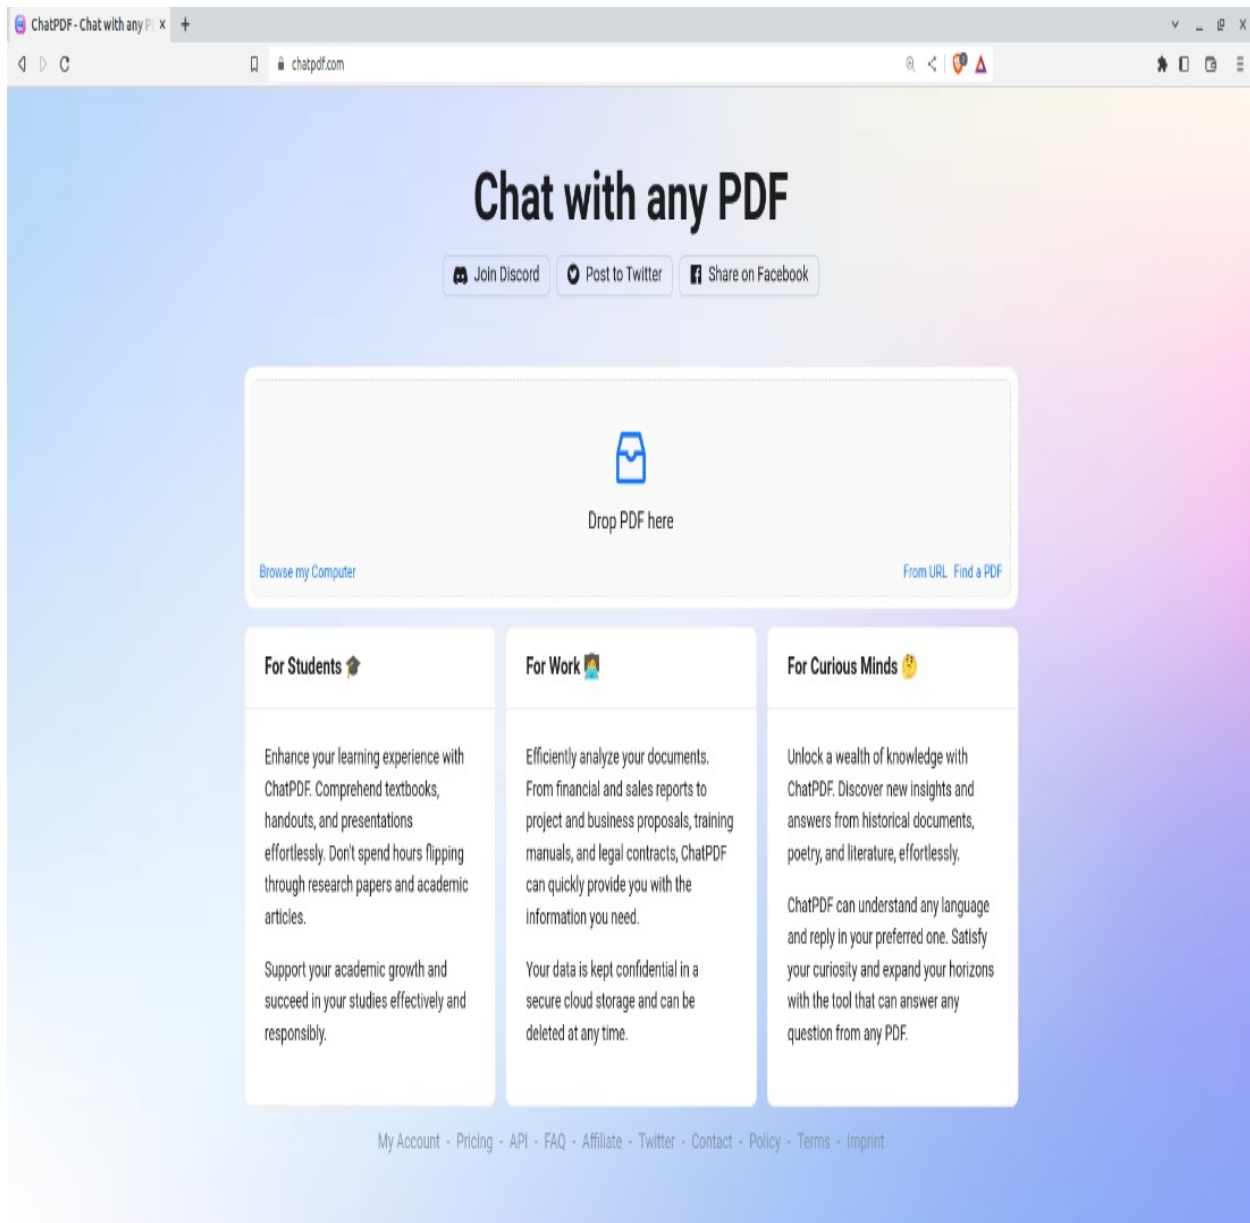 ChatPDF - Chat with any P
chatpdf.com
Chat with any PDF
Join Discord
Post to Twitter
Share on Facebook
Drop PDF here
Browse my Computer
From URL Find a PDF
For Students 🎓
Enhance your learning experience with
ChatPDF. Comprehend textbooks,
handouts, and presentations
effortlessly. Don't spend hours flipping
through research papers and academic
articles.
Support your academic growth and
succeed in your studies effectively and
responsibly.
For Work 👩‍💻
Efficiently analyze your documents.
From financial and sales reports to
project and business proposals, training
manuals, and legal contracts, ChatPDF
can quickly provide you with the
information you need.
Your data is kept confidential in a
secure cloud storage and can be
deleted at any time.
For Curious Minds 🤔
Unlock a wealth of knowledge with
ChatPDF. Discover new insights and
answers from historical documents,
poetry, and literature, effortlessly.
ChatPDF can understand any language
and reply in your preferred one. Satisfy
your curiosity and expand your horizons
with the tool that can answer any
question from any PDF.
My Account - Pricing - API - FAQ - Affiliate - Twitter - Contact - Policy - Terms - Imprint